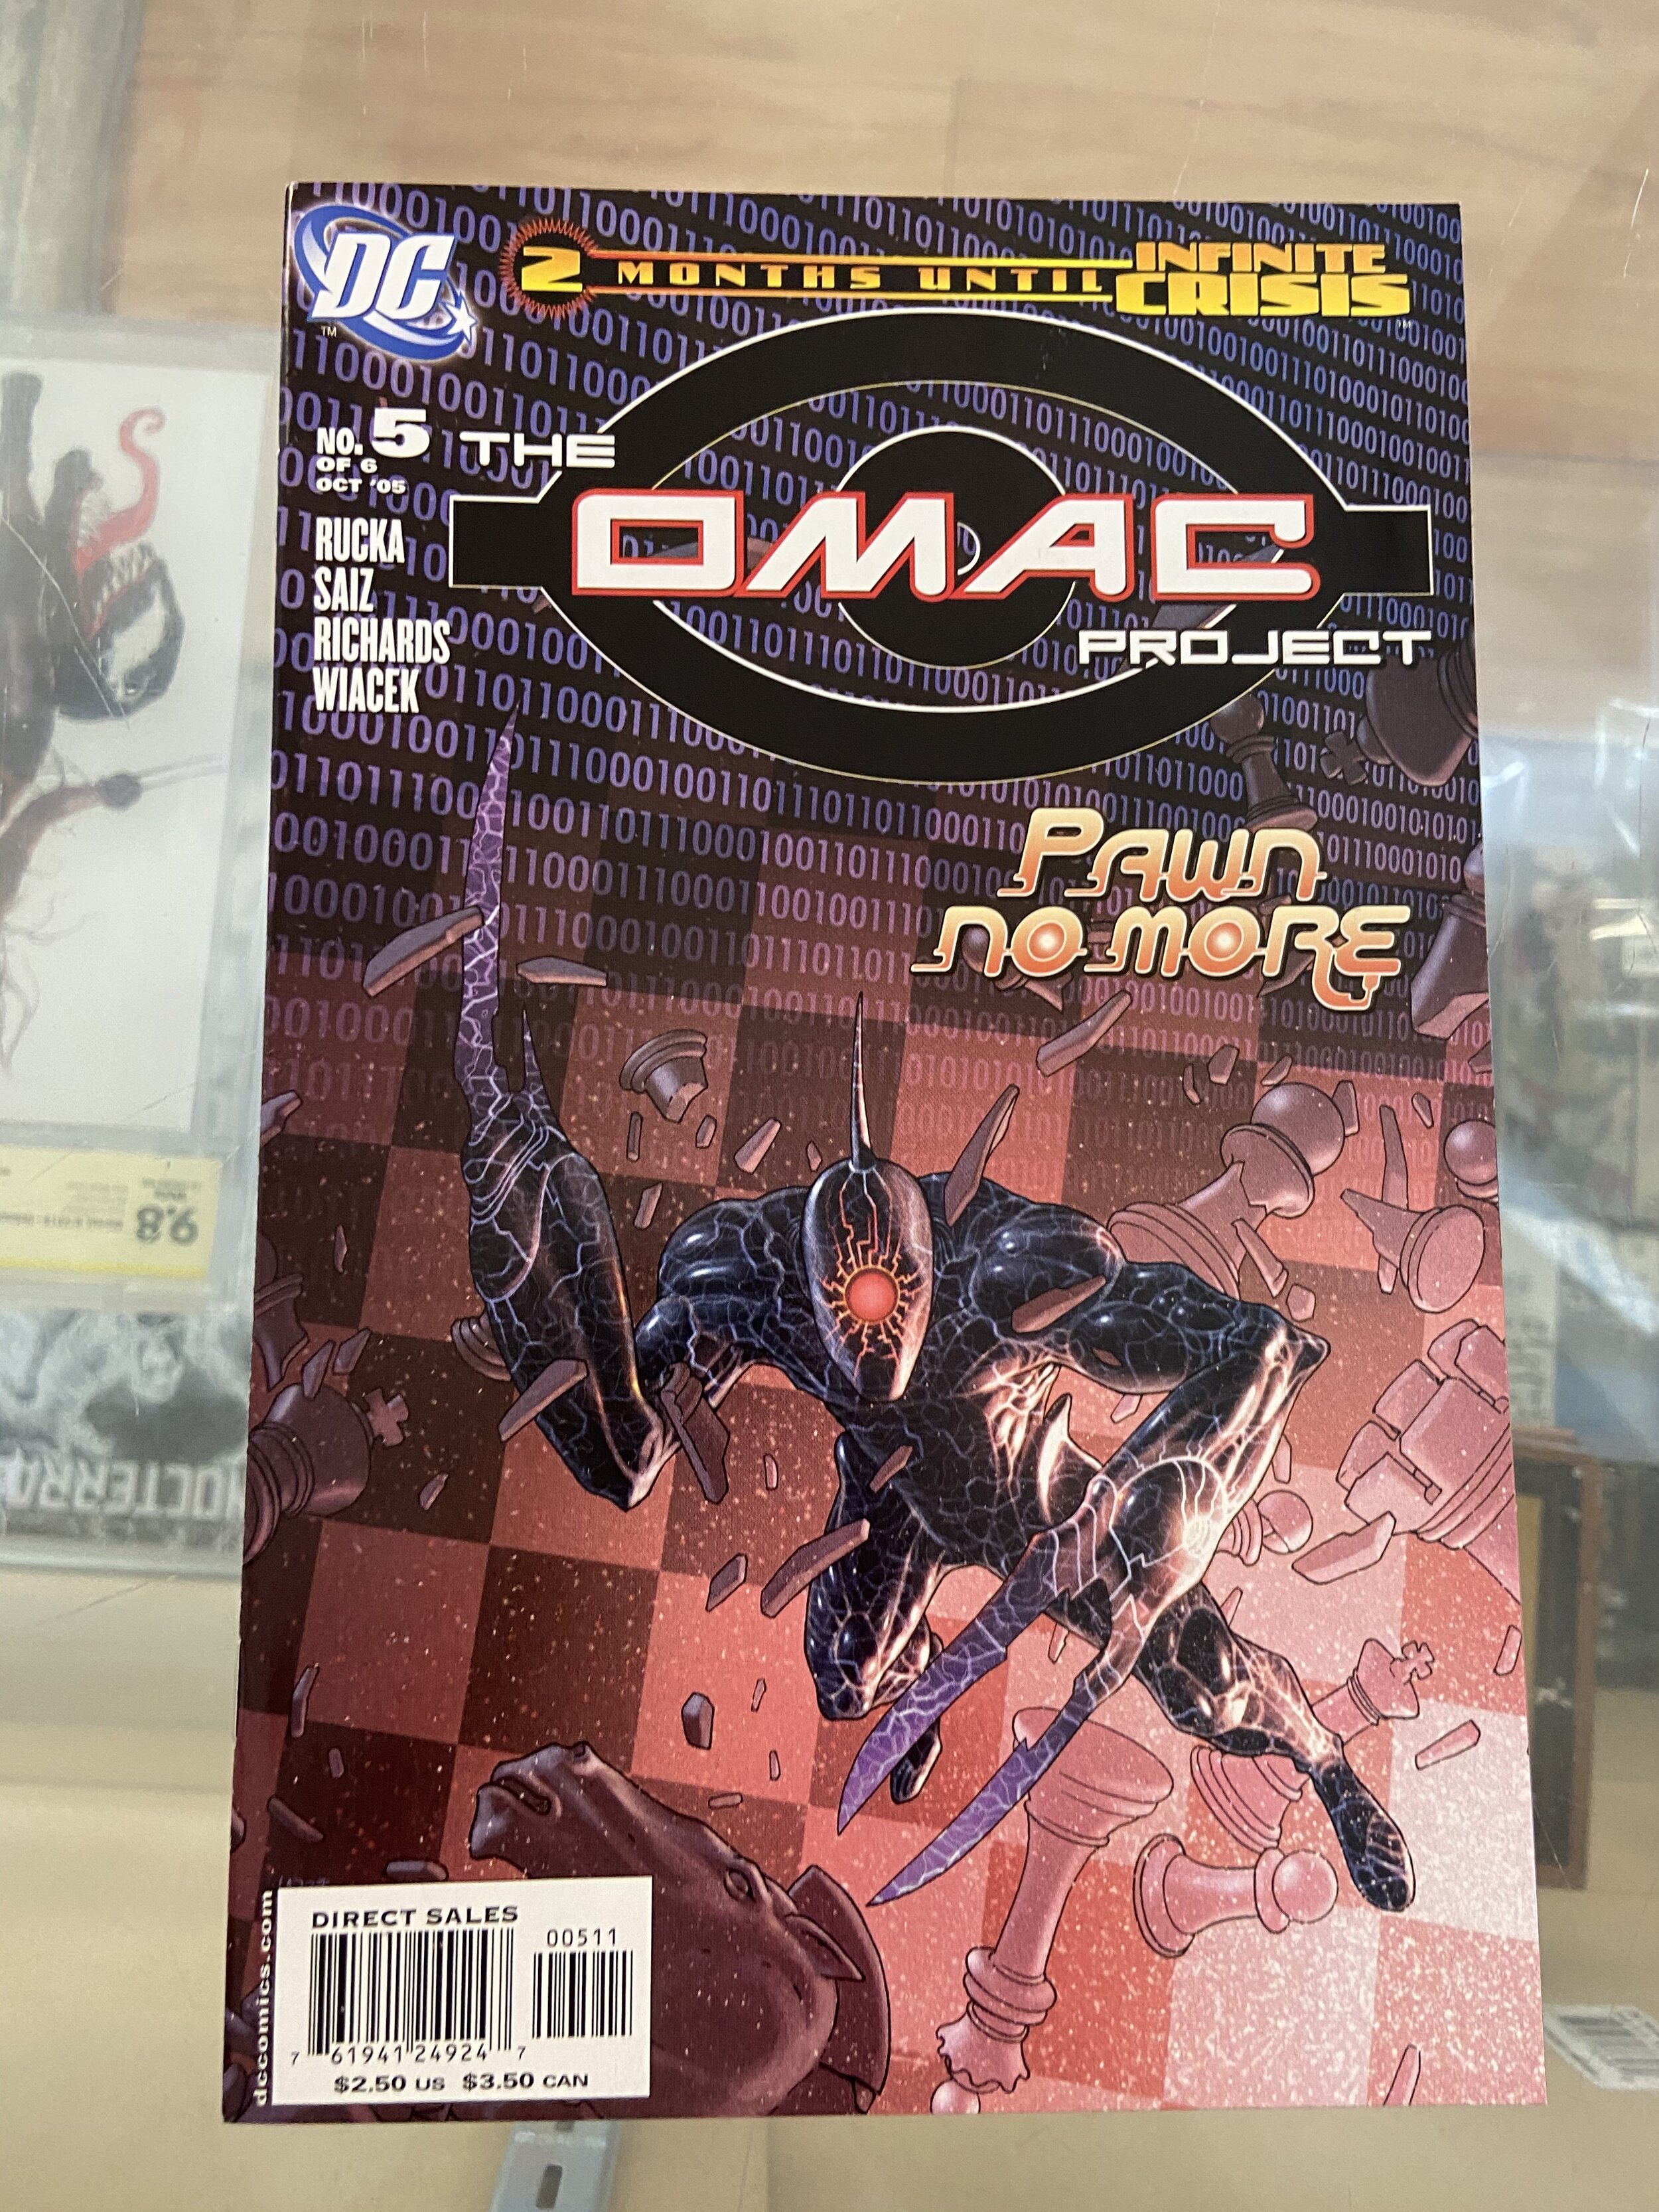 DC
TM
2 MONTHS UNTIL INFINITE CRISIS
NO. 5
OF 6
OCT '05
THE
OMAC
PROJECT
RUCKA
SAIZ
RICHARDS
WIACEK
PAWN
NO MORE
dccomics.com
DIRECT SALES
00511
7 61941 24924 7
$2.50 US $3.50 CAN
9.8
NOCTERRA